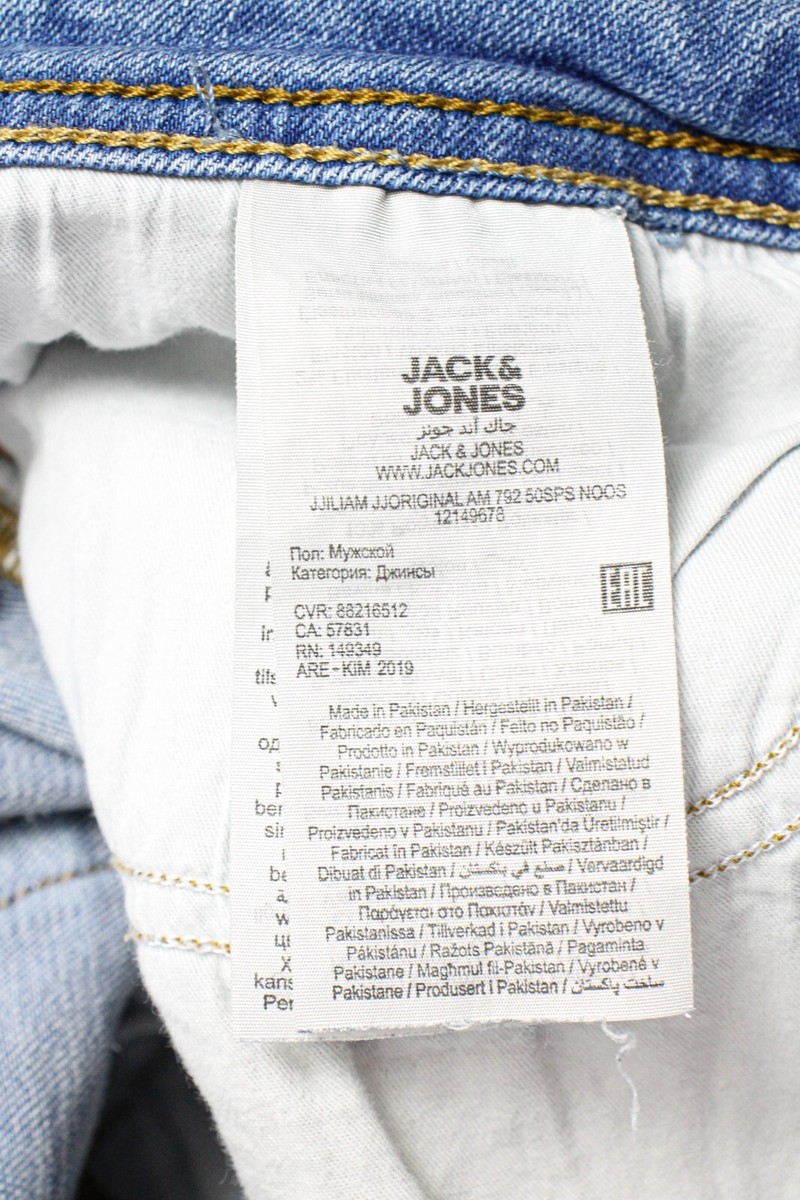 JACK&
JONES
جاك أند جونز
JACK & JONES
WWW.JACKJONES.COM
JJILIAM JJORIGINAL AM 792 50SPS NOOS
12149678
Пол: Мужской
Категория: Джинсы
EAC
CVR: 88216512
CA: 57831
RN: 149349
ARE-KIM 2019
Made in Pakistan / Hergestellt in Pakistan /
Fabricado en Paquistán / Feito no Paquistão /
Prodotto in Pakistan / Wyprodukowano w
Pakistanie / Fremstillet i Pakistan / Valmistatud
Pakistanis / Fabriqué au Pakistan / Сделано в
Пакистане / Proizvedeno u Pakistanu /
Proizvedeno v Pakistanu / Pakistan'da Üretilmiştir /
Fabricat în Pakistan / Készült Pakisztánban /
Dibuat di Pakistan / صنع في باكستان / Vervaardigd
in Pakistan / Произведено в Пакистан /
Παράγεται στο Πακιστάν / Valmistettu
Pakistanissa / Tillverkad i Pakistan / Vyrobeno v
Pákistánu / Ražots Pakistānā / Pagaminta
Pakistane / Magħmul fil-Pakistan / Vyrobené v
Pakistane / Produsert i Pakistan / ساخت پاکستان